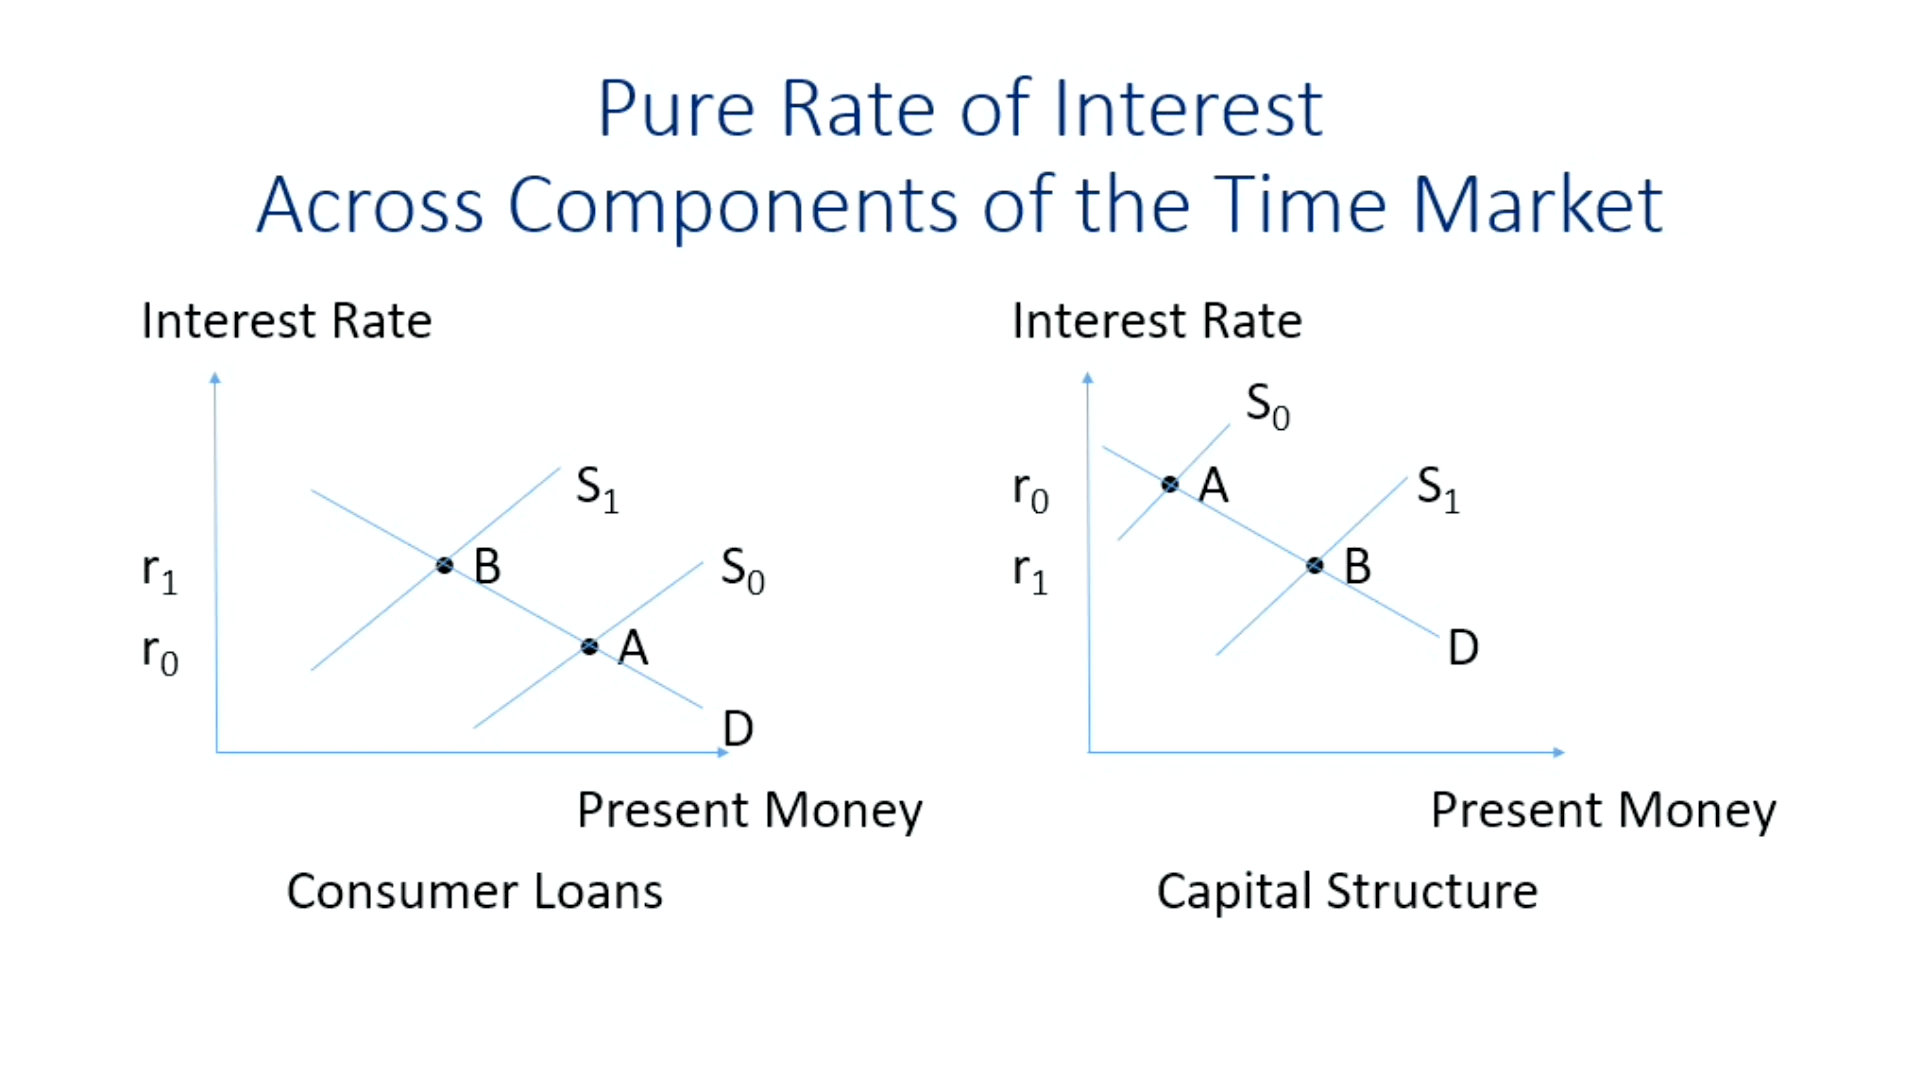 Pure Rate of Interest
Across Components of the Time Market
Interest Rate
S₁
B
S₀
r₁
r₀
A
D
Present Money
Consumer Loans
Interest Rate
S₀
r₀
A
S₁
r₁
B
D
Present Money
Capital Structure